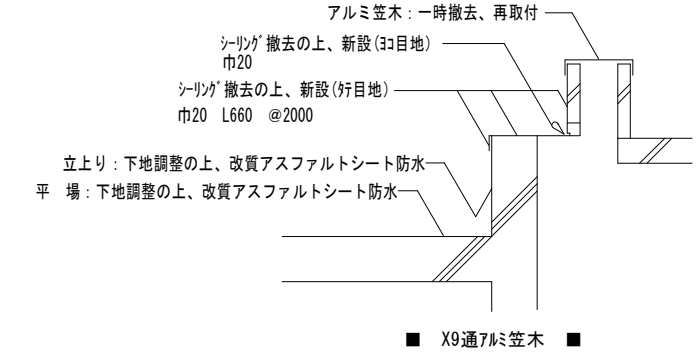 アルミ笠木：一時撤去、再取付
ｼｰﾘﾝｸﾞ撤去の上、新設(ﾖｺ目地)
巾20
ｼｰﾘﾝｸﾞ撤去の上、新設(ﾀﾃ目地)
巾20 L660 @2000
立上り：下地調整の上、改質アスファルトシート防水
平　場：下地調整の上、改質アスファルトシート防水
■ X9通ｱﾙﾐ笠木 ■